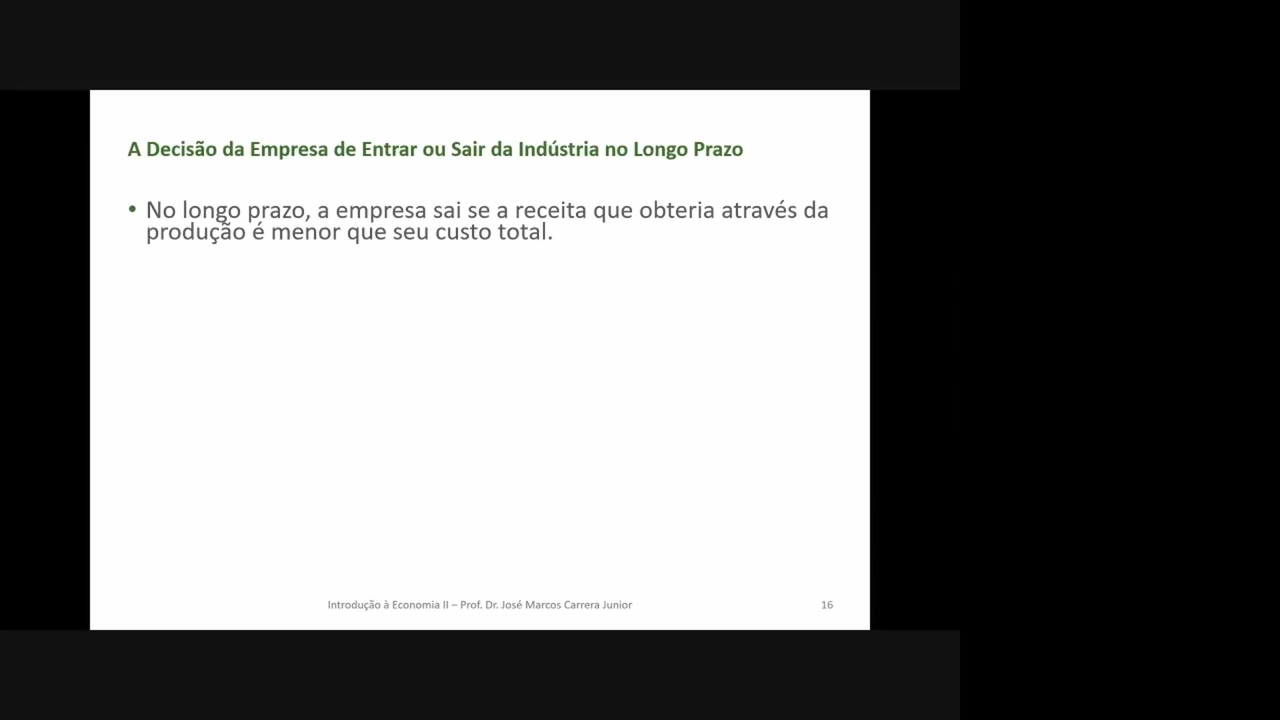 A Decisão da Empresa de Entrar ou Sair da Indústria no Longo Prazo
• No longo prazo, a empresa sai se a receita que obteria através da
produção é menor que seu custo total.
Introdução à Economia II – Prof. Dr. José Marcos Carrera Junior
16